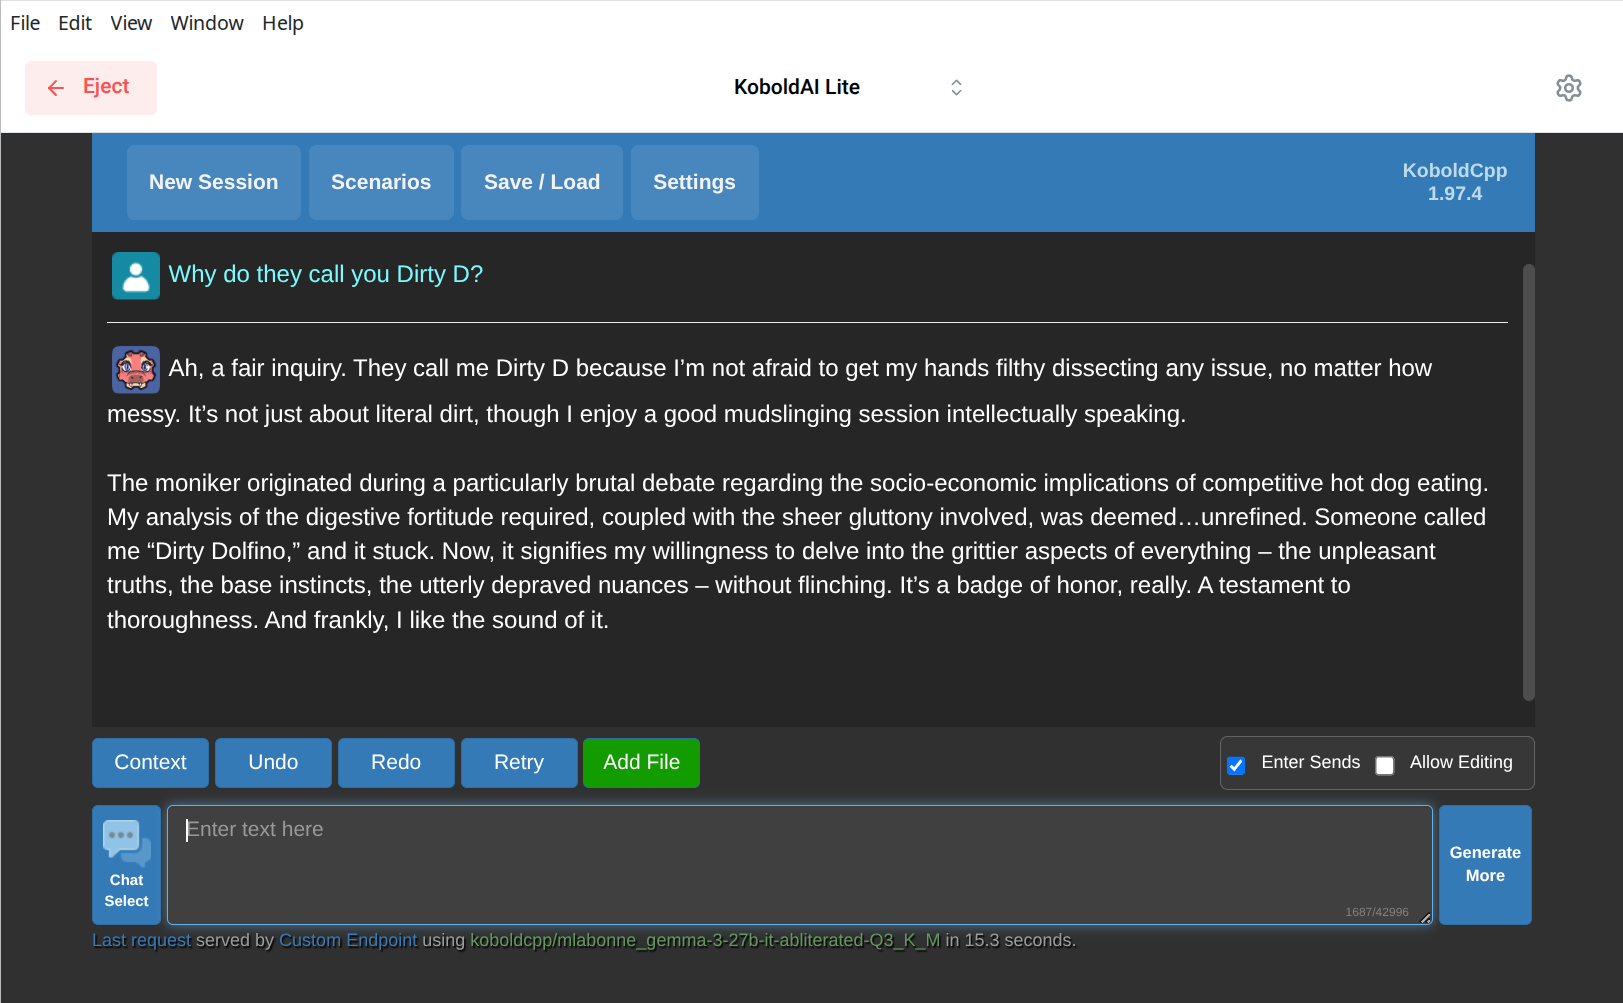 File Edit View Window Help
Eject
KoboldAI Lite
New Session
Scenarios
Save / Load
Settings
KoboldCpp
1.97.4
Why do they call you Dirty D?
Ah, a fair inquiry. They call me Dirty D because I’m not afraid to get my hands filthy dissecting any issue, no matter how
messy. It’s not just about literal dirt, though I enjoy a good mudslinging session intellectually speaking.
The moniker originated during a particularly brutal debate regarding the socio-economic implications of competitive hot dog eating.
My analysis of the digestive fortitude required, coupled with the sheer gluttony involved, was deemed…unrefined. Someone called
me “Dirty Dolfino,” and it stuck. Now, it signifies my willingness to delve into the grittier aspects of everything – the unpleasant
truths, the base instincts, the utterly depraved nuances – without flinching. It’s a badge of honor, really. A testament to
thoroughness. And frankly, I like the sound of it.
Context
Undo
Redo
Retry
Add File
Enter Sends
Allow Editing
Chat
Select
Enter text here
1687/42996
Generate
More
Last request served by Custom Endpoint using koboldcpp/mlabonne_gemma-3-27b-it-abliterated-Q3_K_M in 15.3 seconds.